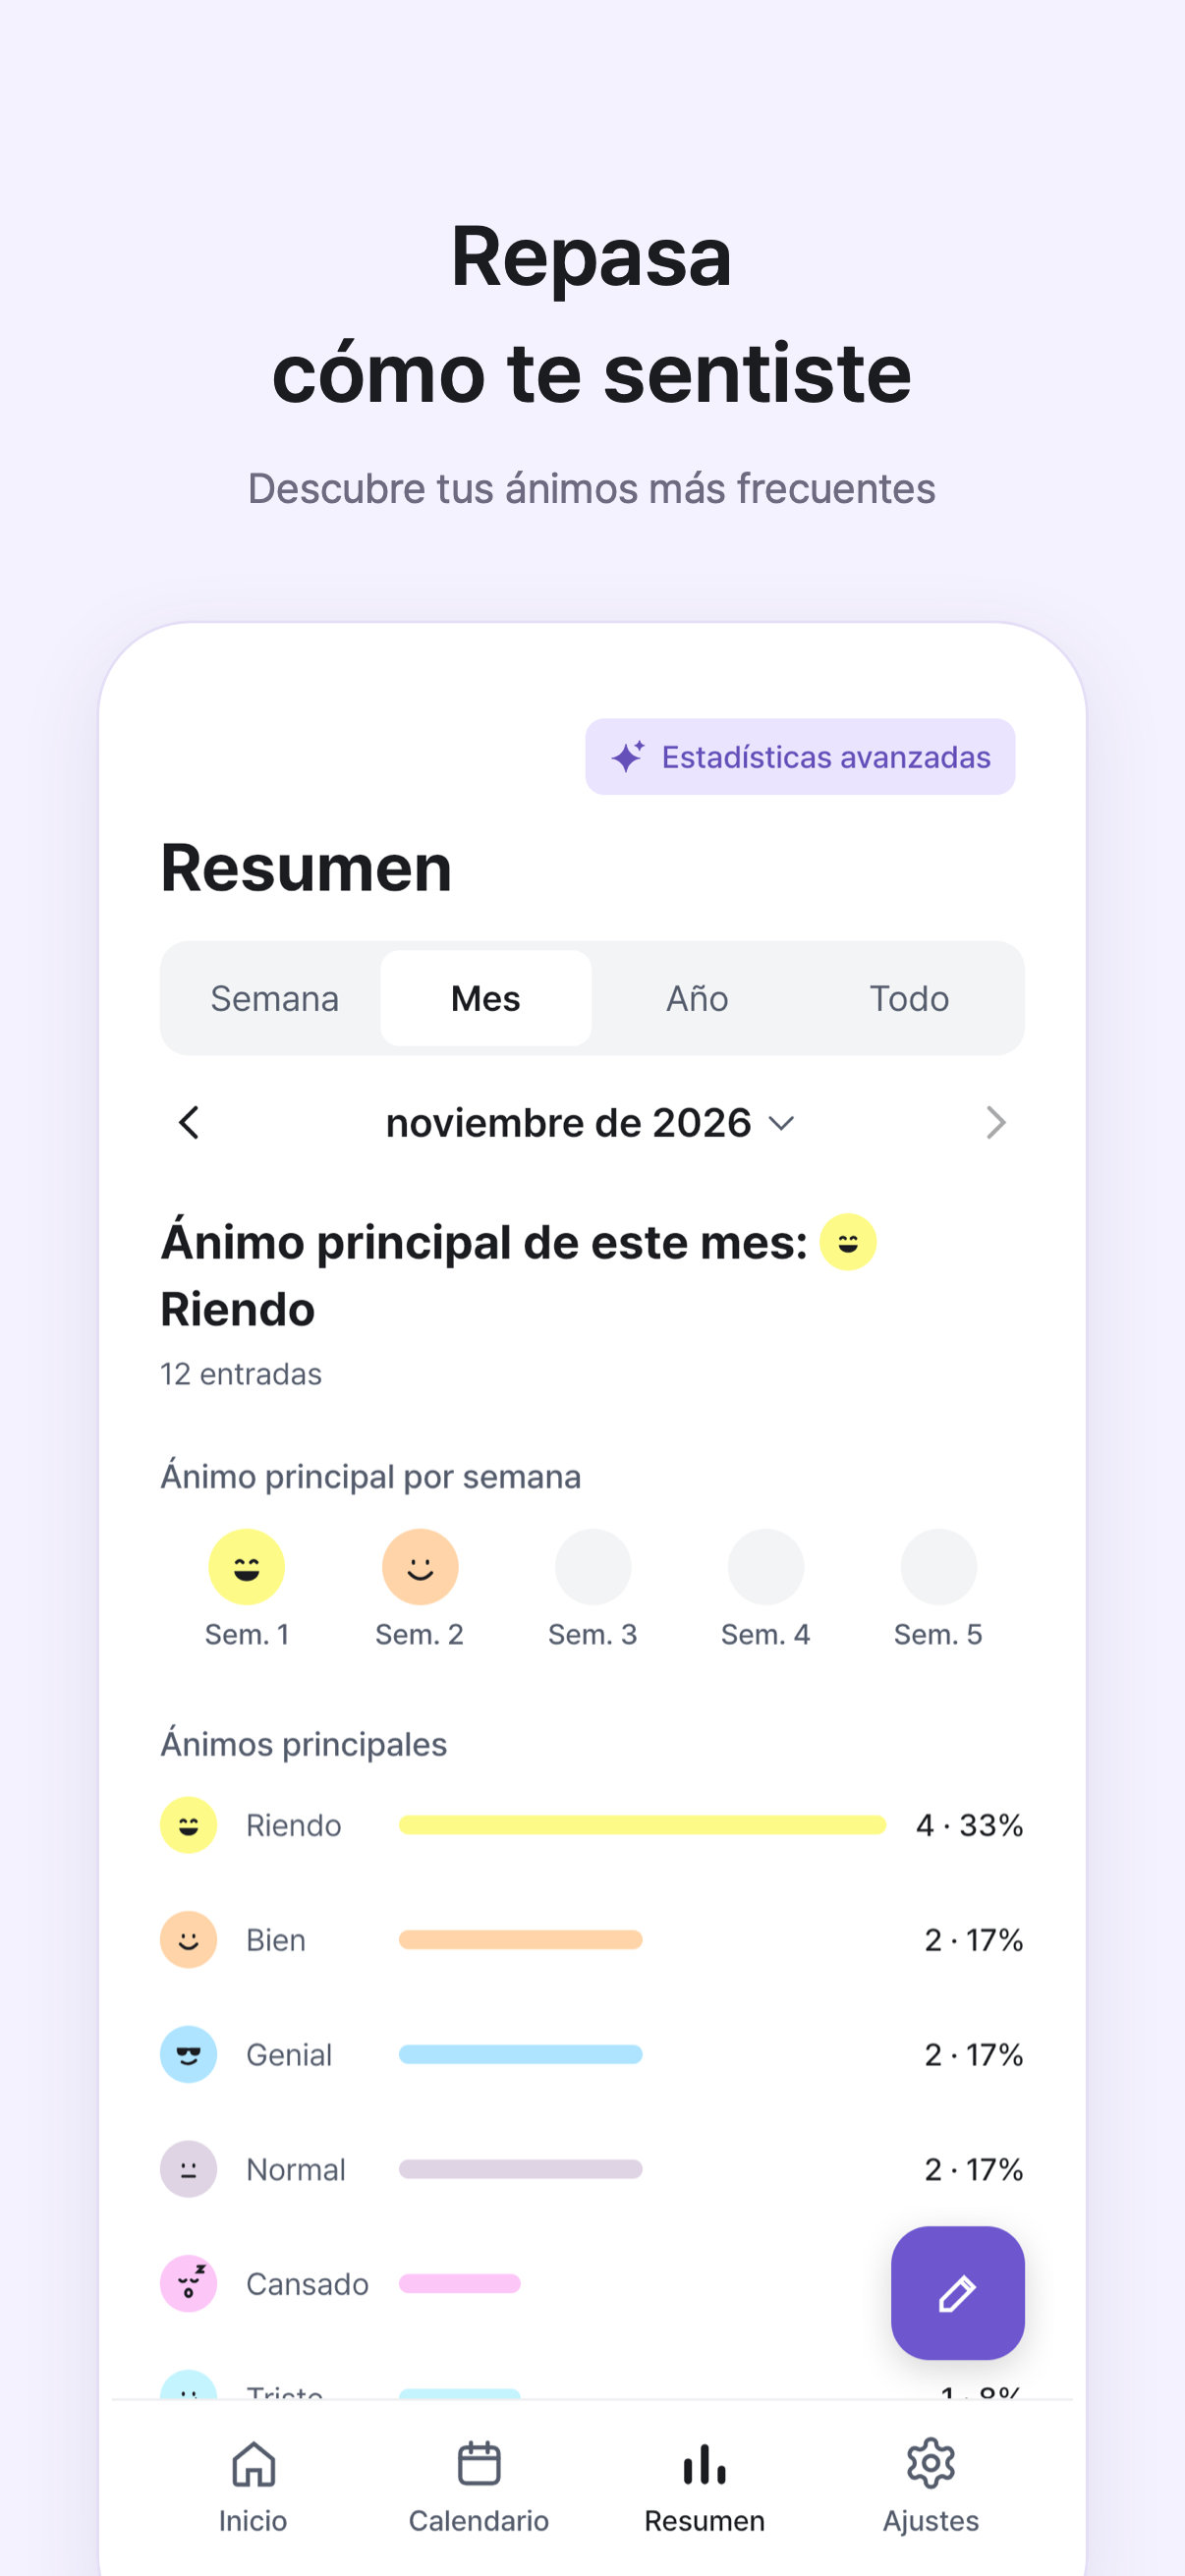 Repasa
cómo te sentiste
Descubre tus ánimos más frecuentes
Estadísticas avanzadas
Resumen
Semana Mes Año Todo
noviembre de 2026
Ánimo principal de este mes:
Riendo
12 entradas
Ánimo principal por semana
Sem. 1 Sem. 2 Sem. 3 Sem. 4 Sem. 5
Ánimos principales
Riendo 4 · 33%
Bien 2 · 17%
Genial 2 · 17%
Normal 2 · 17%
Cansado
Triste 1 · 8%
Inicio Calendario Resumen Ajustes